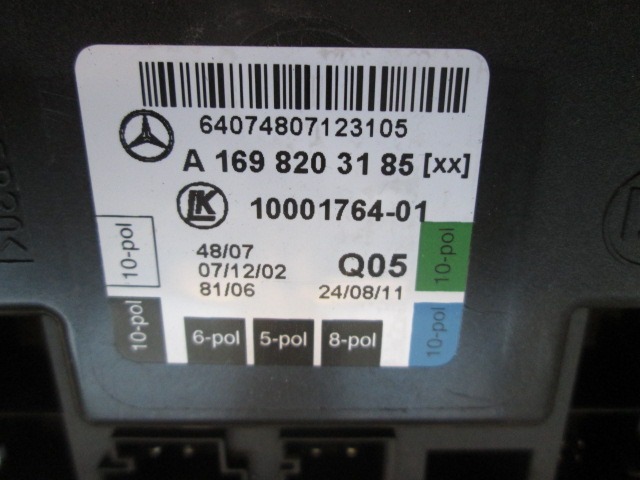 64074807123105
A 169 820 31 85 [xx]
LK 10001764-01
48/07
07/12/02 Q05
81/06 24/08/11
10-pol 10-pol
10-pol 6-pol 5-pol 8-pol 10-pol